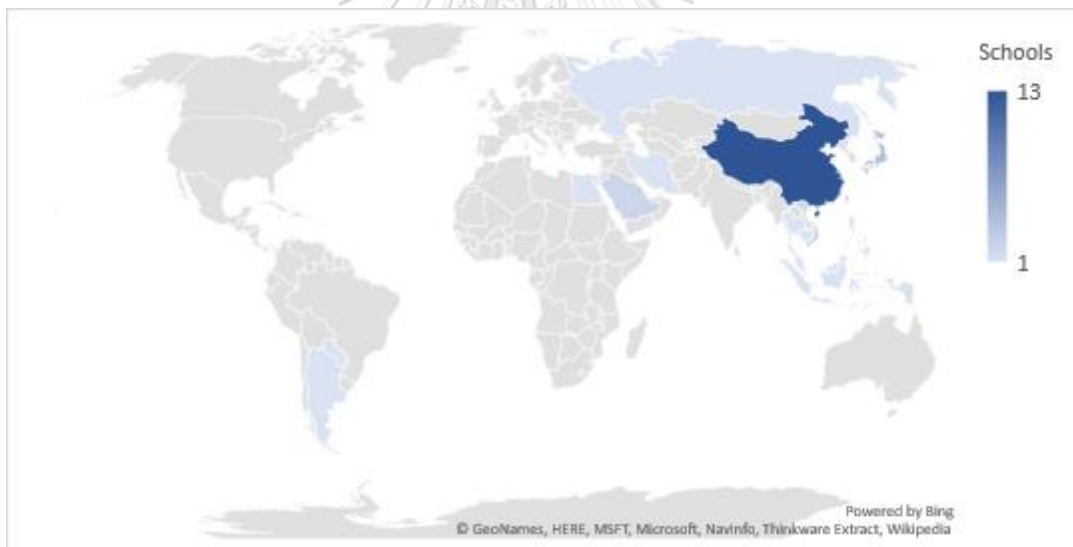 Schools
13
1
Powered by Bing
© GeoNames, HERE, MSFT, Microsoft, NavInfo, Thinkware Extract, Wikipedia